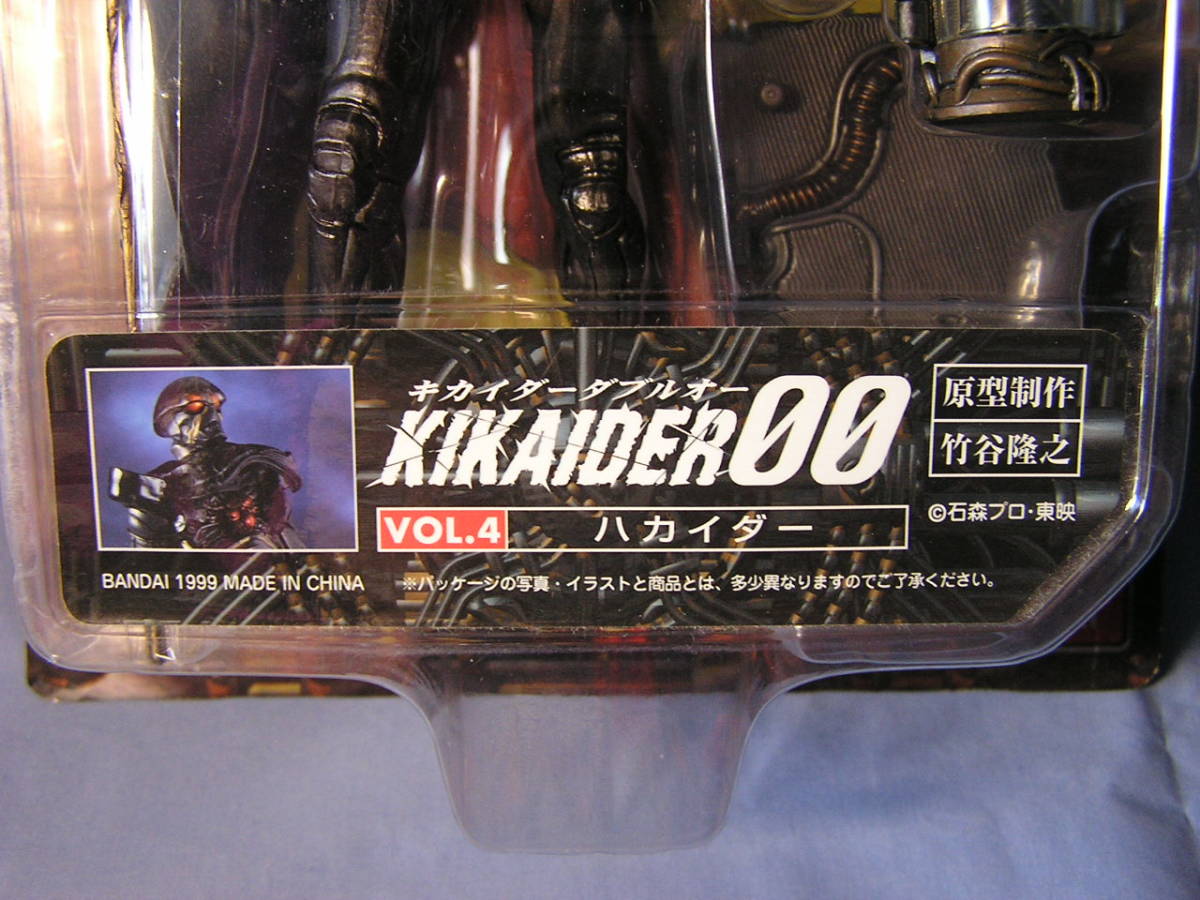 キカイダーダブルオー
KIKAIDER00
VOL.4 ハカイダー
原型制作
竹谷隆之
©石森プロ・東映
BANDAI 1999 MADE IN CHINA
※パッケージの写真・イラストと商品とは、多少異なりますのでご了承ください。